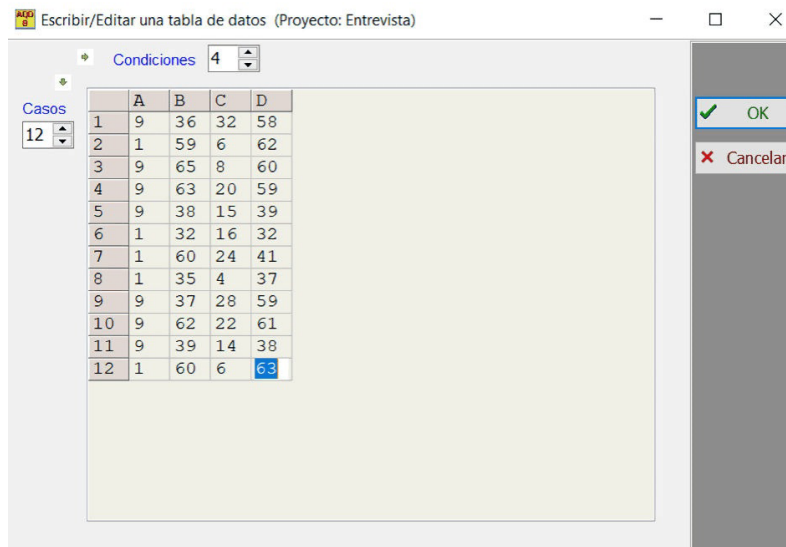 AQD 8 Escribir/Editar una tabla de datos (Proyecto: Entrevista)
Condiciones 4
Casos
12
A B C D
1 9 36 32 58
2 1 59 6 62
3 9 65 8 60
4 9 63 20 59
5 9 38 15 39
6 1 32 16 32
7 1 60 24 41
8 1 35 4 37
9 9 37 28 59
10 9 62 22 61
11 9 39 14 38
12 1 60 6 63
OK
Cancelar